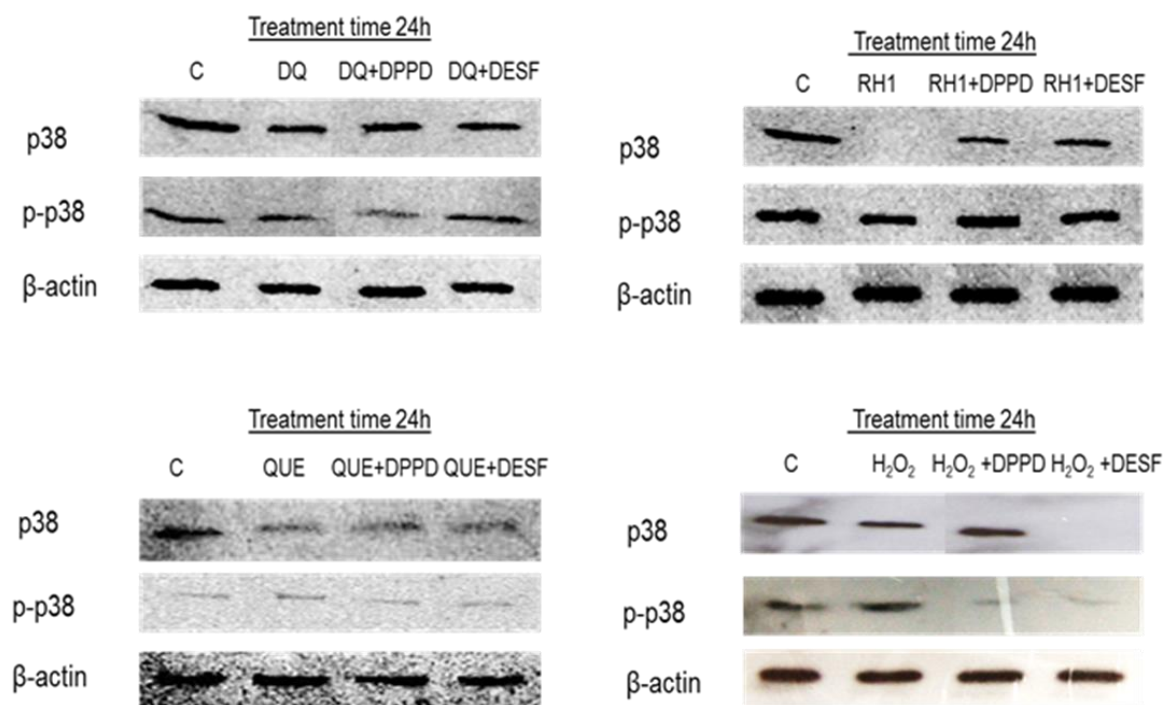 Treatment time 24h
C DQ DQ+DPPD DQ+DESF
p38
p-p38
β-actin
Treatment time 24h
C RH1 RH1+DPPD RH1+DESF
p38
p-p38
β-actin
Treatment time 24h
C QUE QUE+DPPD QUE+DESF
p38
p-p38
β-actin
Treatment time 24h
C H₂O₂ H₂O₂ +DPPD H₂O₂ +DESF
p38
p-p38
β-actin